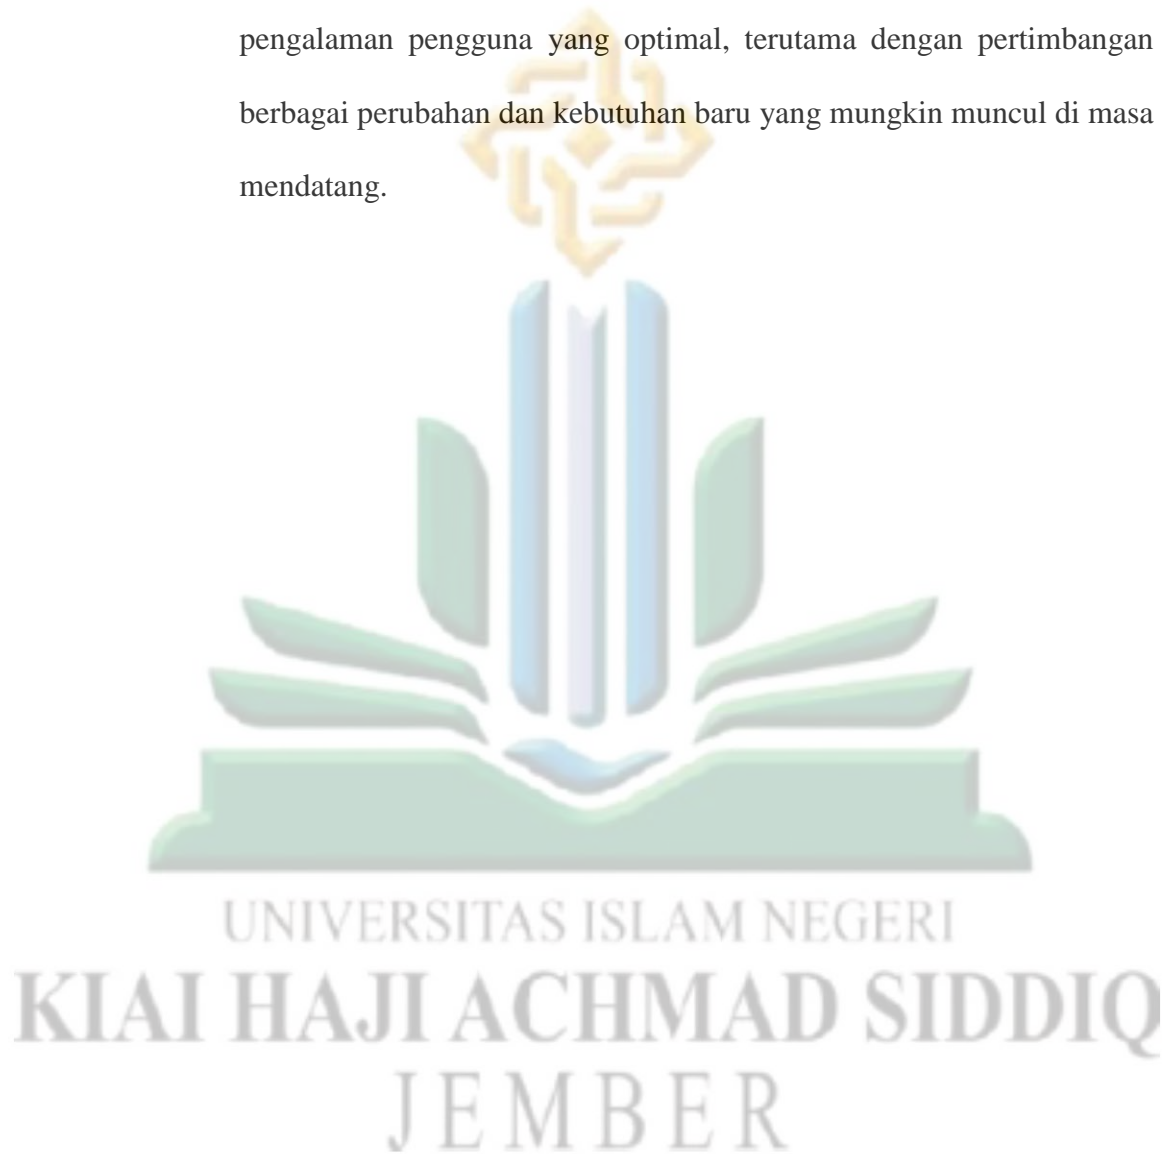 pengalaman pengguna yang optimal, terutama dengan pertimbangan
berbagai perubahan dan kebutuhan baru yang mungkin muncul di masa
mendatang.
UNIVERSITAS ISLAM NEGERI
KIAI HAJI ACHMAD SIDDIQ
JEMBER